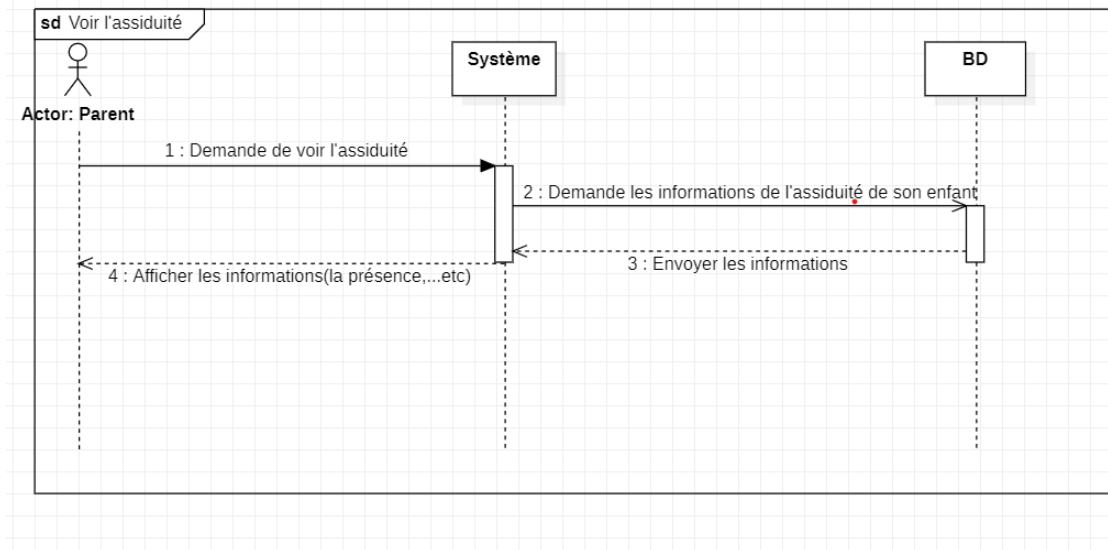 sd Voir l'assiduité
Système
BD
Actor: Parent
1 : Demande de voir l'assiduité
2 : Demande les informations de l'assiduité de son enfant
3 : Envoyer les informations
4 : Afficher les informations(la présence,...etc)